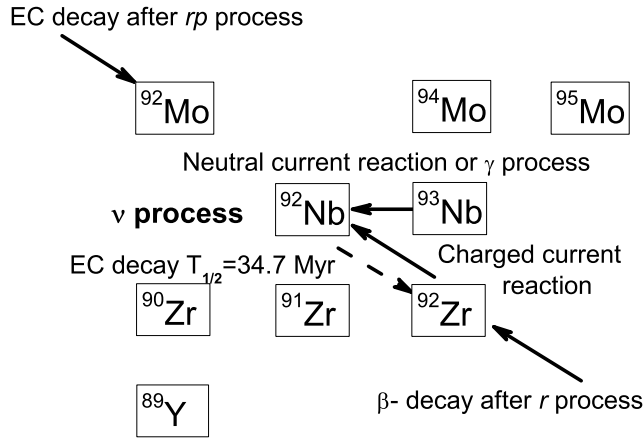 EC decay after rp process
⁹²Mo
⁹⁴Mo
⁹⁵Mo
Neutral current reaction or γ process
ν process
⁹²Nb
⁹³Nb
EC decay T₁/₂=34.7 Myr
Charged current
reaction
⁹⁰Zr
⁹¹Zr
⁹²Zr
⁸⁹Y
β- decay after r process